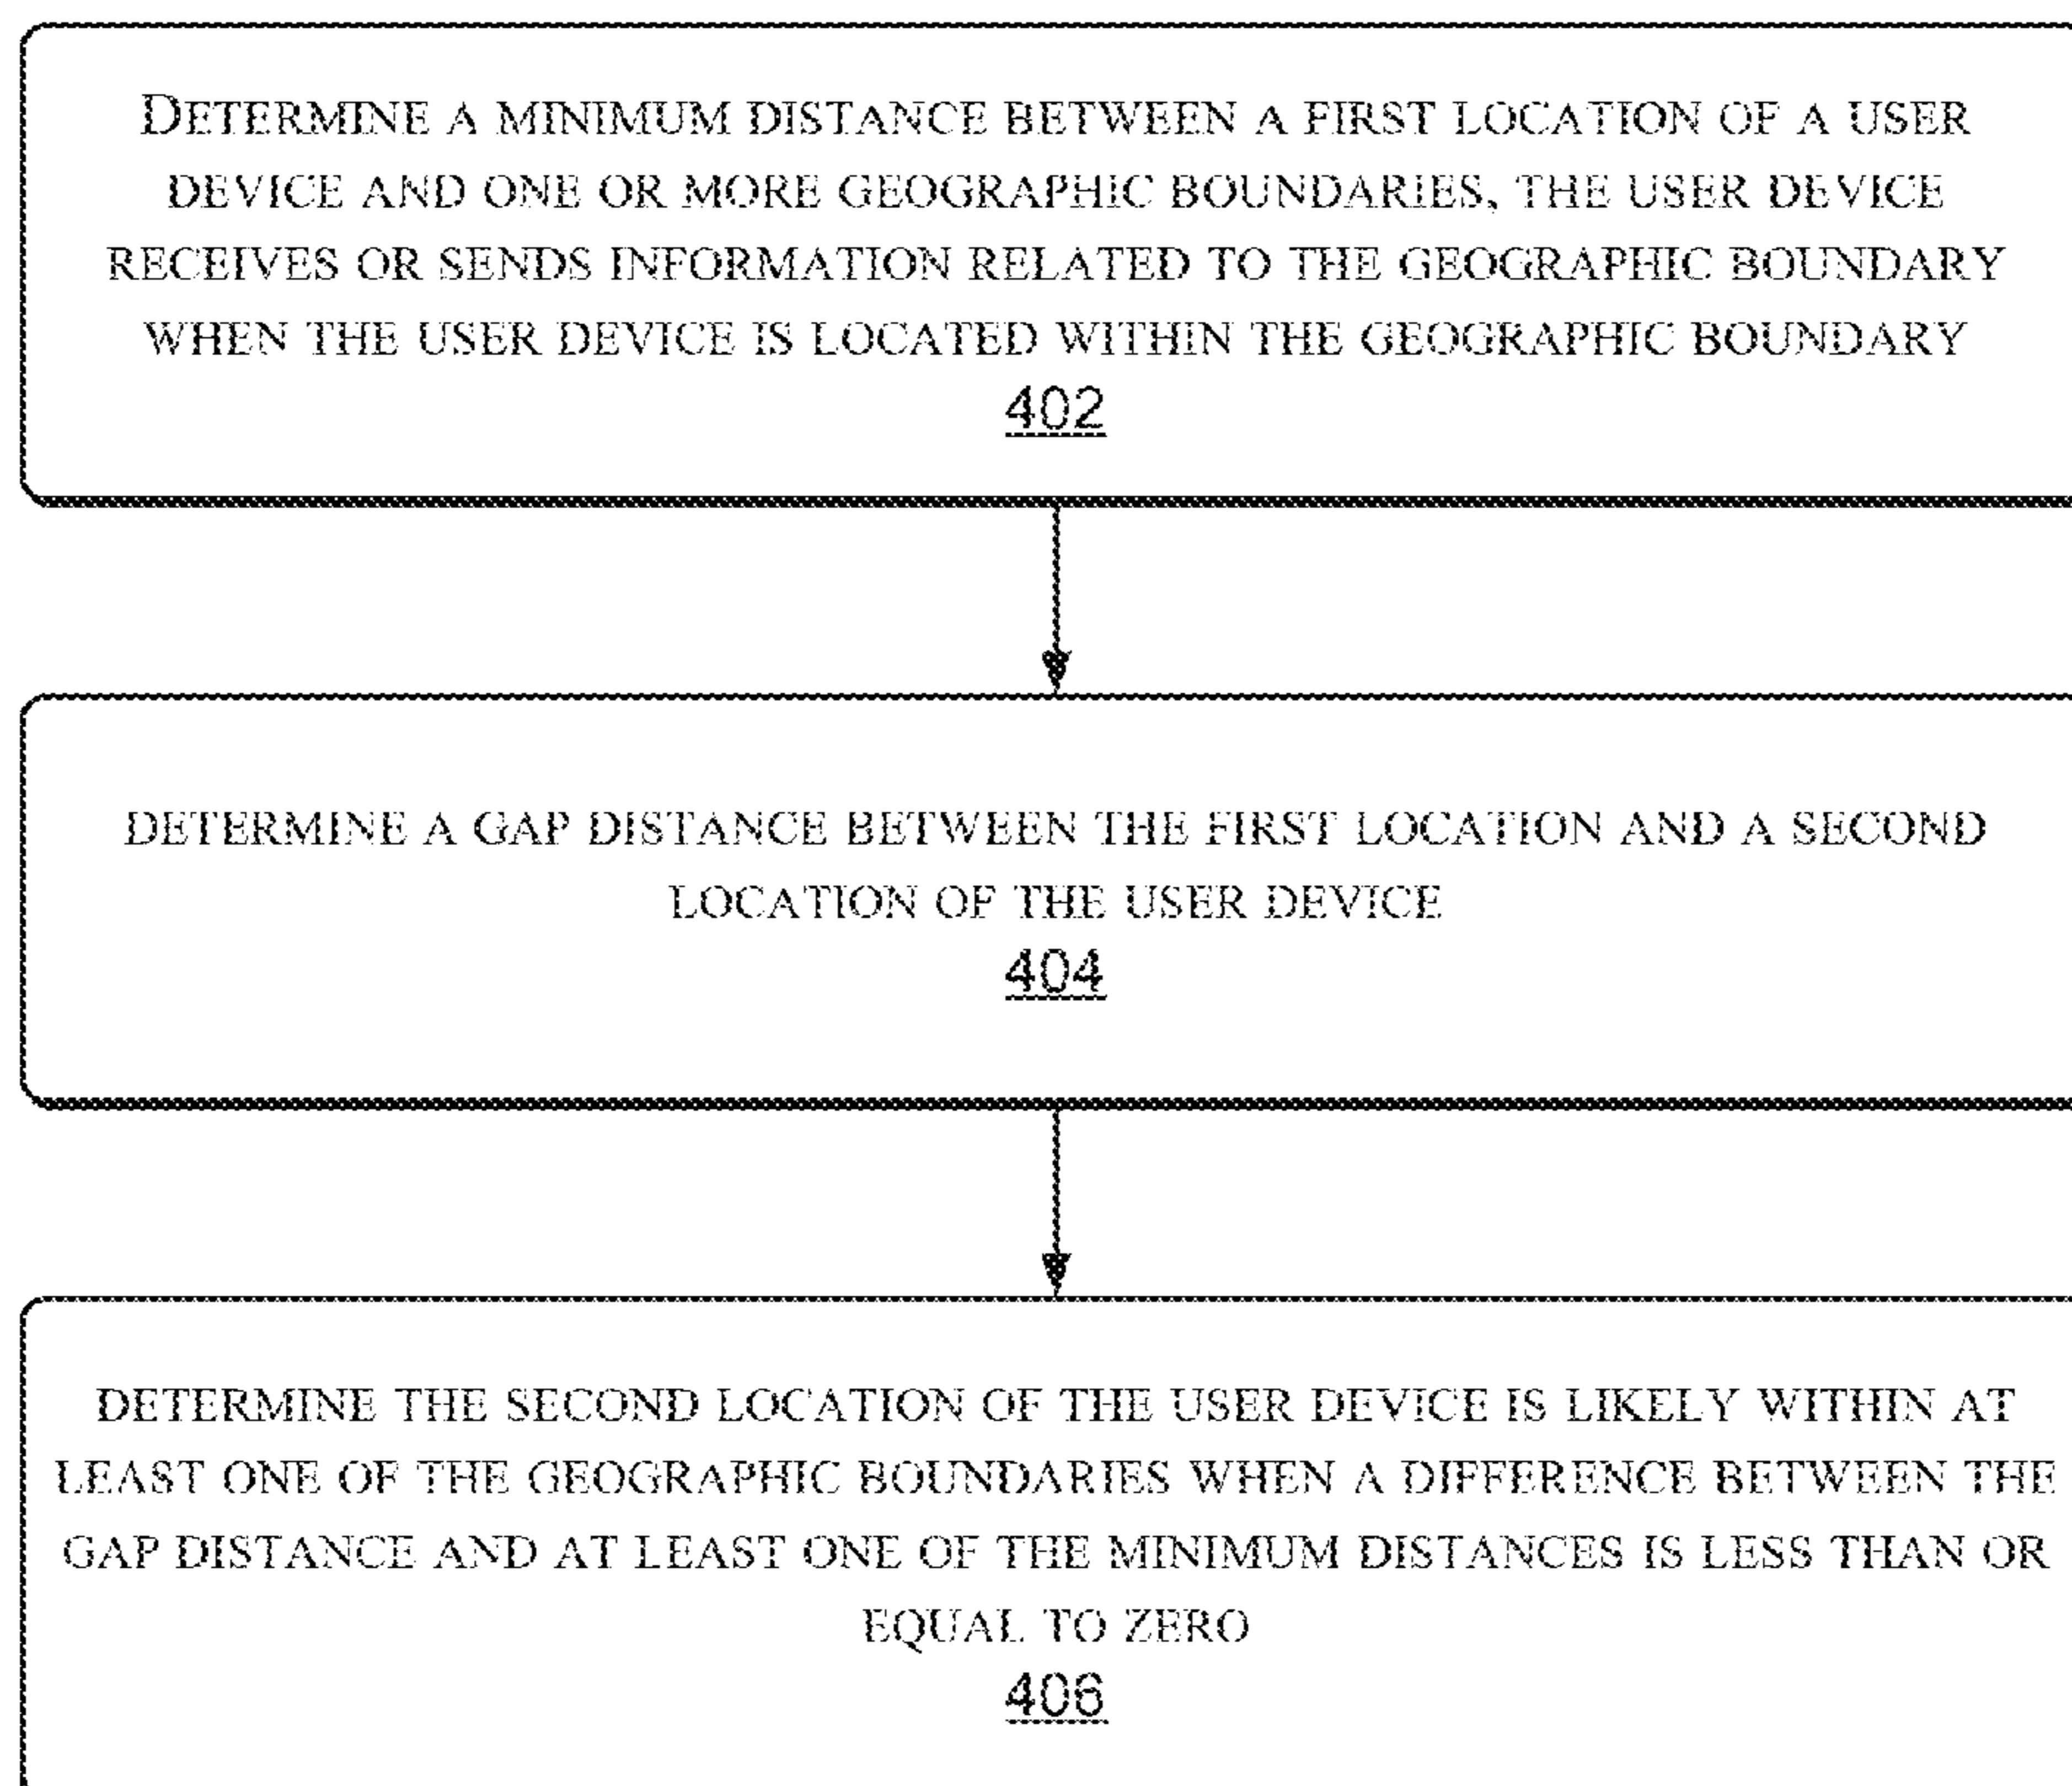 DETERMINE A MINIMUM DISTANCE BETWEEN A FIRST LOCATION OF A USER
DEVICE AND ONE OR MORE GEOGRAPHIC BOUNDARIES, THE USER DEVICE
RECEIVES OR SENDS INFORMATION RELATED TO THE GEOGRAPHIC BOUNDARY
WHEN THE USER DEVICE IS LOCATED WITHIN THE GEOGRAPHIC BOUNDARY
402
DETERMINE A GAP DISTANCE BETWEEN THE FIRST LOCATION AND A SECOND
LOCATION OF THE USER DEVICE
404
DETERMINE THE SECOND LOCATION OF THE USER DEVICE IS LIKELY WITHIN AT
LEAST ONE OF THE GEOGRAPHIC BOUNDARIES WHEN A DIFFERENCE BETWEEN THE
GAP DISTANCE AND AT LEAST ONE OF THE MINIMUM DISTANCES IS LESS THAN OR
EQUAL TO ZERO
406